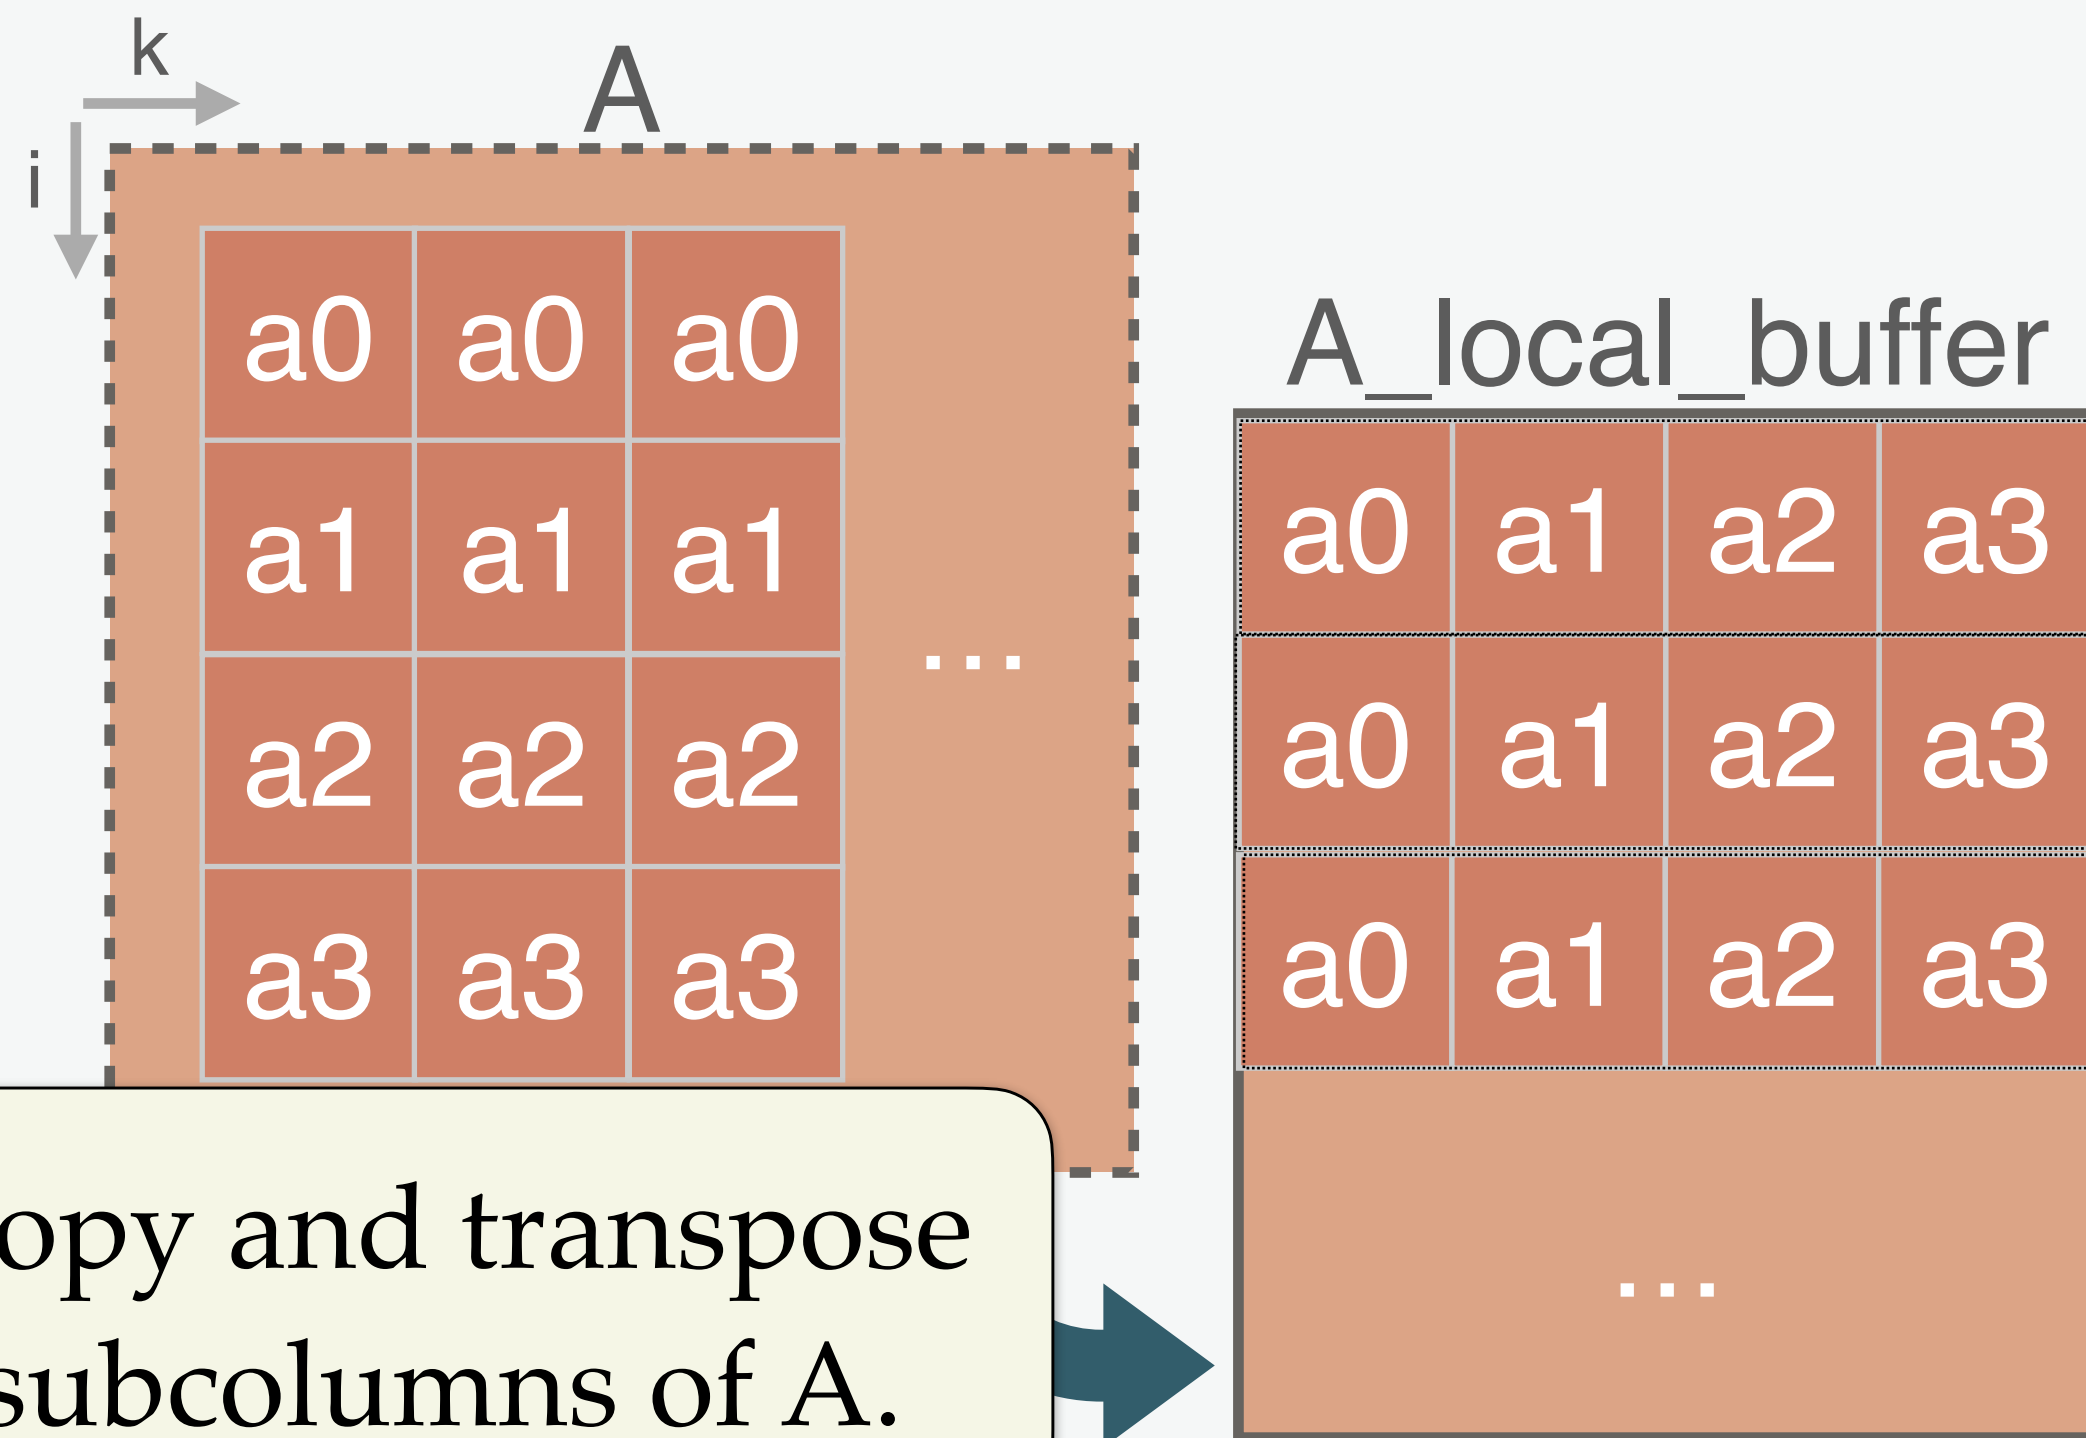 k
A
i
a0 a0 a0
a1 a1 a1
a2 a2 a2
a3 a3 a3
...
A_local_buffer
a0 a1 a2 a3
a0 a1 a2 a3
a0 a1 a2 a3
...
opy and transpose
subcolumns of A.